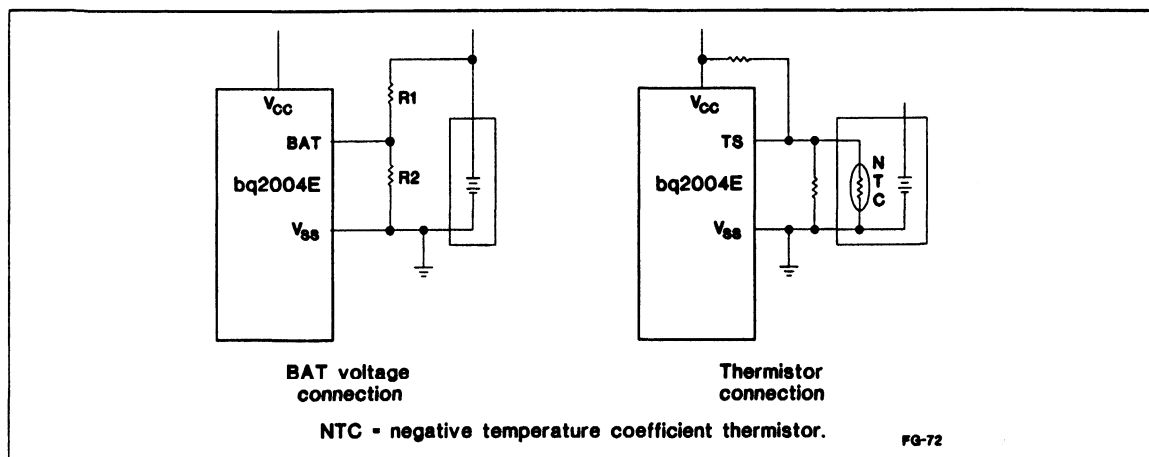 VCC
BAT
bq2004E
VSS
R1
R2
BAT voltage
connection
VCC
TS
bq2004E
VSS
N
T
C
Thermistor
connection
NTC = negative temperature coefficient thermistor.
FG-72